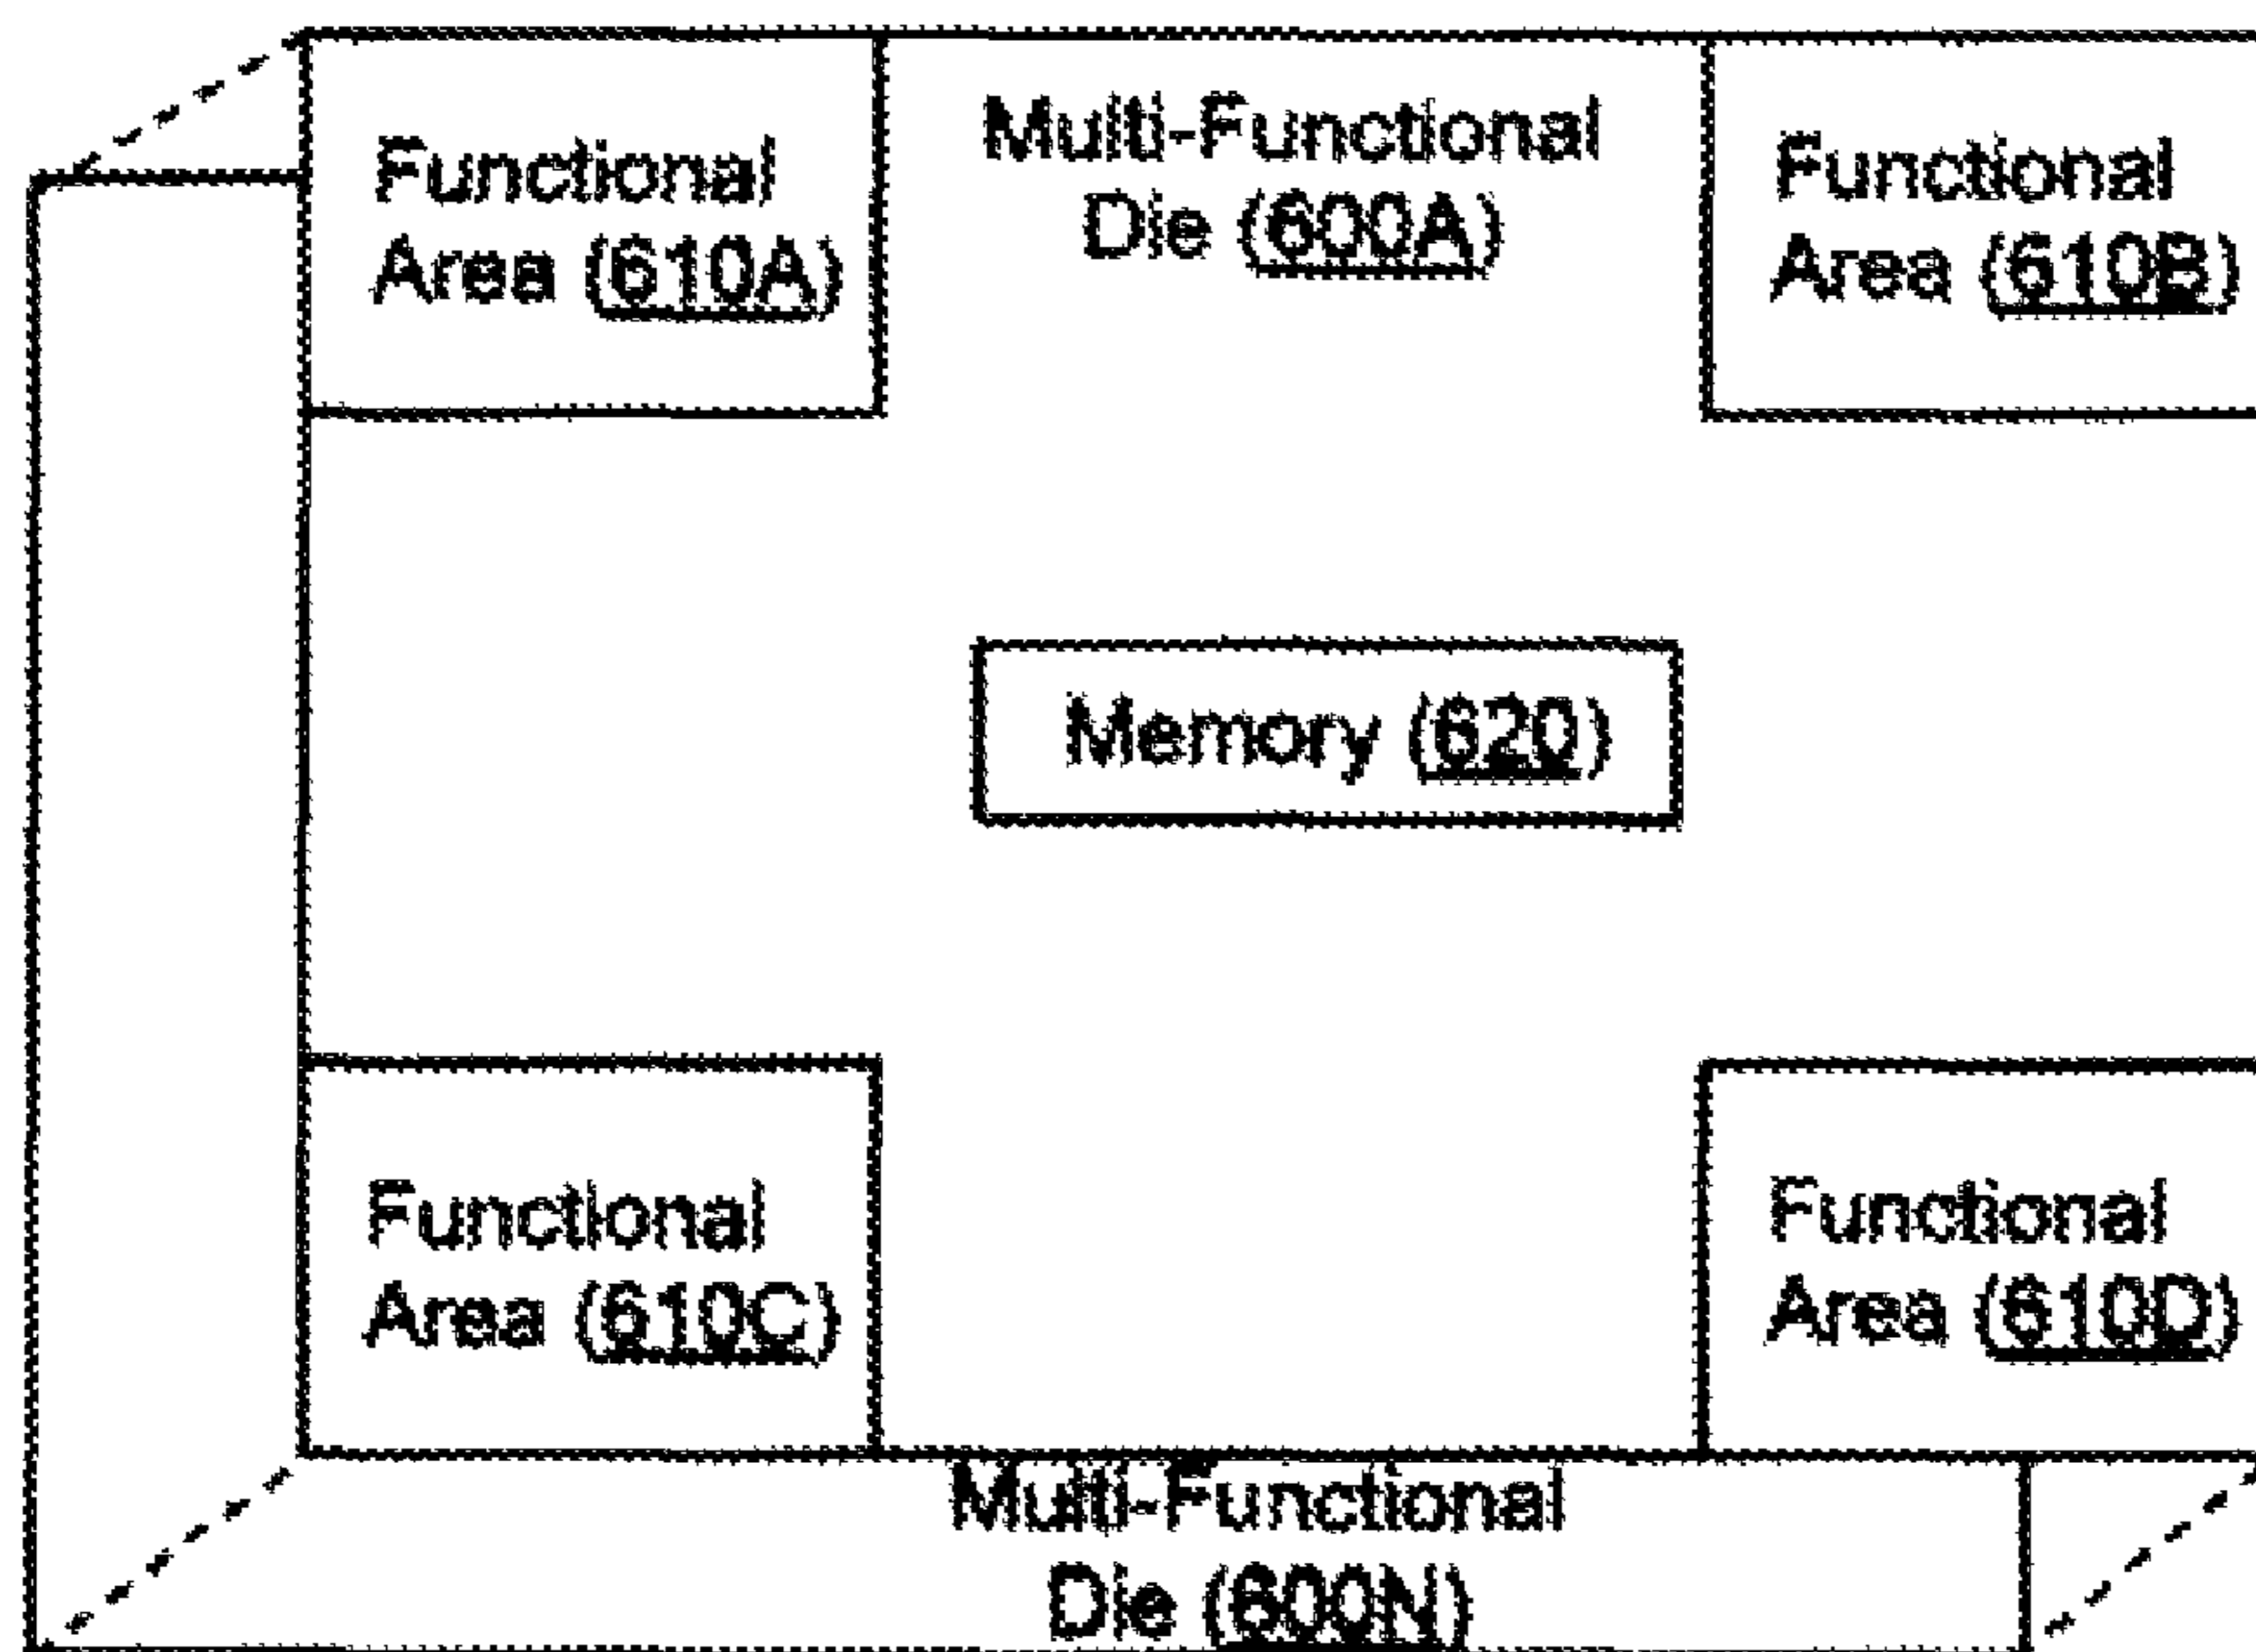 Functional
Area (610A)
Multi-Functional
Die (600A)
Functional
Area (610B)
Memory (620)
Functional
Area (610C)
Functional
Area (610D)
Multi-Functional
Die (600N)